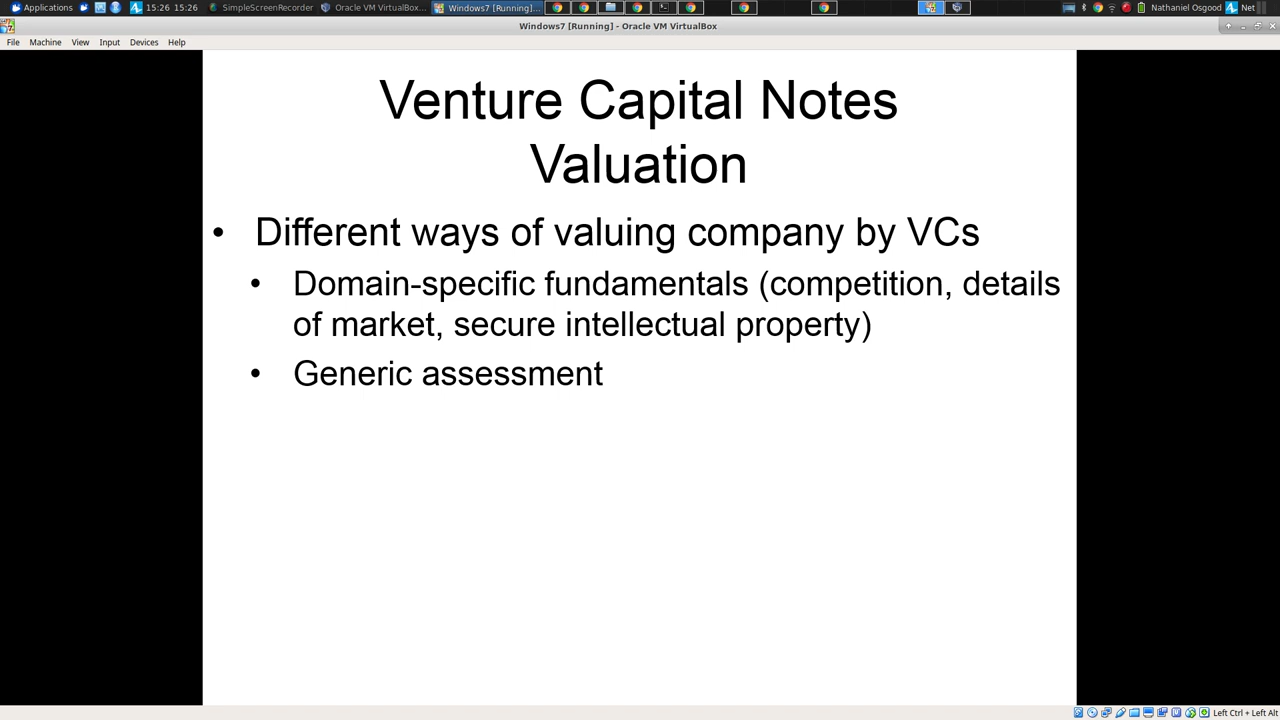 Applications
15:26 15:26
SimpleScreenRecorder
Oracle VM VirtualBox...
Windows7 [Running]...
Nathaniel Osgood
Net
Windows7 [Running] - Oracle VM VirtualBox
File Machine View Input Devices Help
Venture Capital Notes
Valuation
• Different ways of valuing company by VCs
• Domain-specific fundamentals (competition, details
of market, secure intellectual property)
• Generic assessment
Left Ctrl + Left Alt